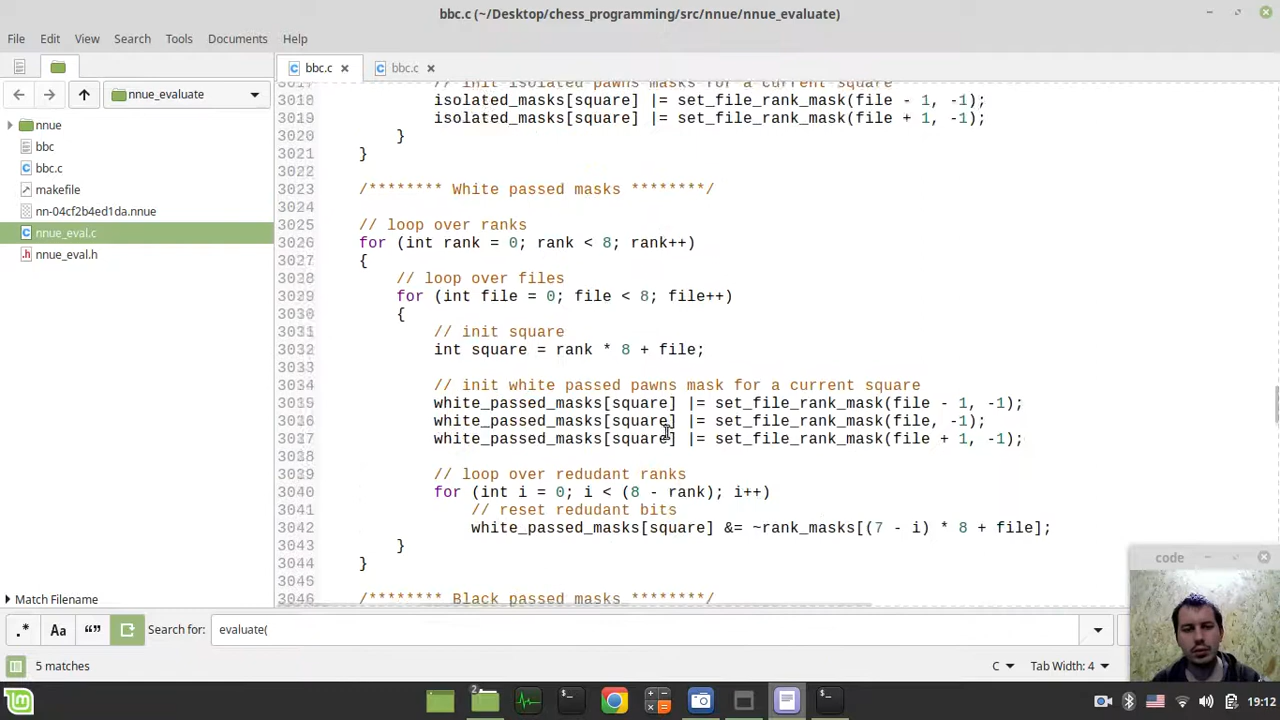 bbc.c (~/Desktop/chess_programming/src/nnue/nnue_evaluate)
File Edit View Search Tools Documents Help
nnue_evaluate
nnue
bbc
bbc.c
makefile
nn-04cf2b4ed1da.nnue
nnue_eval.c
nnue_eval.h
Match Filename
bbc.c bbc.c
// init isolated pawns masks for a current square
3018 isolated_masks[square] |= set_file_rank_mask(file - 1, -1);
3019 isolated_masks[square] |= set_file_rank_mask(file + 1, -1);
3020 }
3021 }
3022
3023 /******** White passed masks ********/
3024
3025 // loop over ranks
3026 for (int rank = 0; rank < 8; rank++)
3027 {
3028 // loop over files
3029 for (int file = 0; file < 8; file++)
3030 {
3031 // init square
3032 int square = rank * 8 + file;
3033
3034 // init white passed pawns mask for a current square
3035 white_passed_masks[square] |= set_file_rank_mask(file - 1, -1);
3036 white_passed_masks[square] |= set_file_rank_mask(file, -1);
3037 white_passed_masks[square] |= set_file_rank_mask(file + 1, -1);
3038
3039 // loop over redudant ranks
3040 for (int i = 0; i < (8 - rank); i++)
3041 // reset redudant bits
3042 white_passed_masks[square] &= ~rank_masks[(7 - i) * 8 + file];
3043 }
3044 }
3045
3046 /******** Black passed masks ********/
code
.* Aa “” Search for: evaluate(
5 matches
C Tab Width: 4
2
19:12